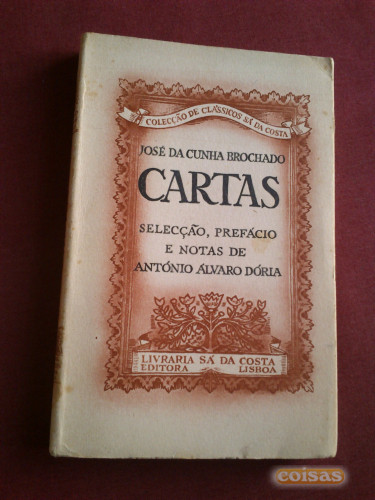 COLECÇÃO DE CLÁSSICOS SÁ DA COSTA
JOSÉ DA CUNHA BROCHADO
CARTAS
SELECÇÃO, PREFÁCIO
E NOTAS DE
ANTÓNIO ÁLVARO DÓRIA
LIVRARIA SÁ DA COSTA
EDITORA LISBOA
coisas